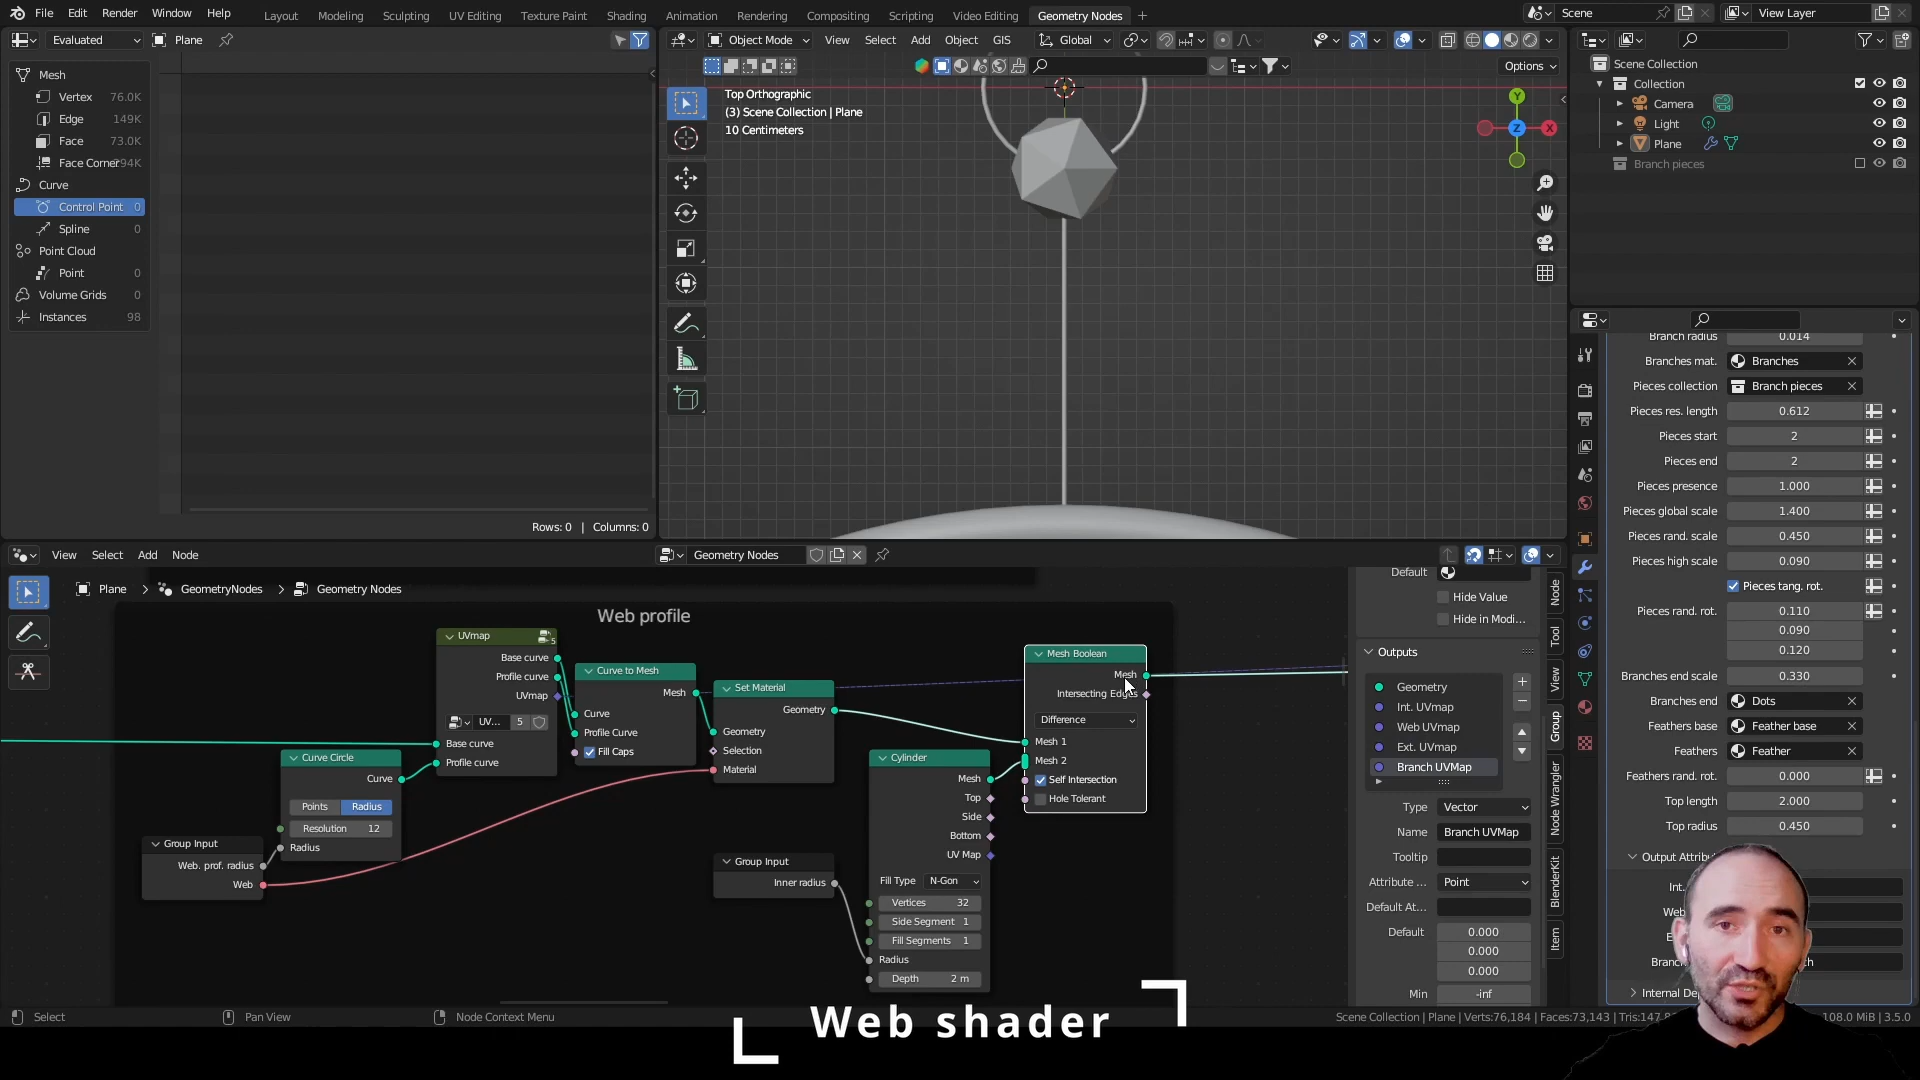 File Edit Render Window Help Layout Modeling Sculpting UV Editing Texture Paint Shading Animation Rendering Compositing Scripting Video Editing Geometry Nodes + Scene View Layer
Evaluated Plane
Object Mode View Select Add Object GIS Global
Options
Mesh
Vertex 76.0K
Edge 149K
Face 73.0K
Face Corner 294K
Curve
Control Point 0
Spline 0
Point Cloud
Point 0
Volume Grids 0
Instances 98
Rows: 0 | Columns: 0
Top Orthographic
(3) Scene Collection | Plane
10 Centimeters
Y
Z
X
Scene Collection
Collection
Camera
Light
Plane
Branch pieces
Branch radius 0.014
Branches mat. Branches
Pieces collection Branch pieces
Pieces res. length 0.612
Pieces start 2
Pieces end 2
Pieces presence 1.000
Pieces global scale 1.400
Pieces rand. scale 0.450
Pieces high scale 0.090
Pieces tang. rot.
Pieces rand. rot. 0.110
0.090
0.120
Branches end scale 0.330
Branches end Dots
Feathers base Feather base
Feathers Feather
Feathers rand. rot. 0.000
Top length 2.000
Top radius 0.450
Output Attribu
Int.
Web
Branc
Internal De
View Select Add Node
Geometry Nodes
Plane > GeometryNodes > Geometry Nodes
Web profile
UVmap
5
Base curve
Profile curve
UVmap
UV... 5
Base curve
Profile curve
Curve to Mesh
Mesh
Curve
Profile Curve
Fill Caps
Set Material
Geometry
Geometry
Selection
Material
Mesh Boolean
Mesh
Intersecting Edges
Difference
Mesh 1
Mesh 2
Self Intersection
Hole Tolerant
Curve Circle
Curve
Points Radius
Resolution 12
Radius
Group Input
Web. prof. radius
Web
Group Input
Inner radius
Cylinder
Mesh
Top
Side
Bottom
UV Map
Fill Type N-Gon
Vertices 32
Side Segment 1
Fill Segments 1
Radius
Depth 2 m
Default
Hide Value
Hide in Modi...
Outputs
Geometry
Int. UVmap
Web UVmap
Ext. UVmap
Branch UVMap
Type Vector
Name Branch UVMap
Tooltip
Attribute ... Point
Default At...
Default 0.000
0.000
0.000
Min -inf
Node
Tool
View
Group
Node Wrangler
BlenderKit
Item
Select Pan View Node Context Menu
Scene Collection | Plane | Verts:76,184 | Faces:73,143 | Tris:147, 108.0 MiB | 3.5.0
Web shader